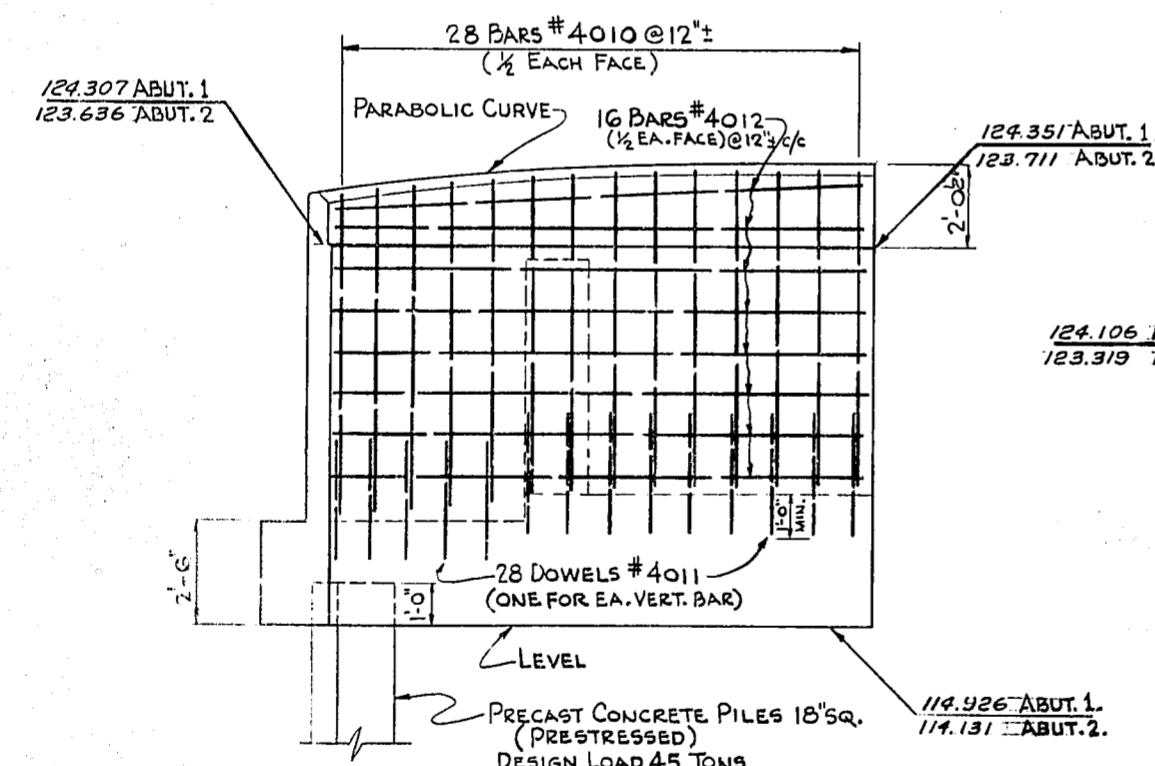 28 BARS #4010 @ 12"±
(½ EACH FACE)
124.307 ABUT. 1
123.636 ABUT. 2
PARABOLIC CURVE
16 BARS #4012
(½ EA. FACE) @ 12"± c/c
124.351 ABUT. 1
123.711 ABUT. 2
124.106
123.319
2'-6"
1'-0"
1'-0"
MIN.
28 DOWELS #4011
(ONE FOR EA. VERT. BAR)
LEVEL
PRECAST CONCRETE PILES 18" SQ.
(PRESTRESSED)
DESIGN LOAD 45 TONS
114.926 ABUT. 1.
114.131 ABUT. 2.